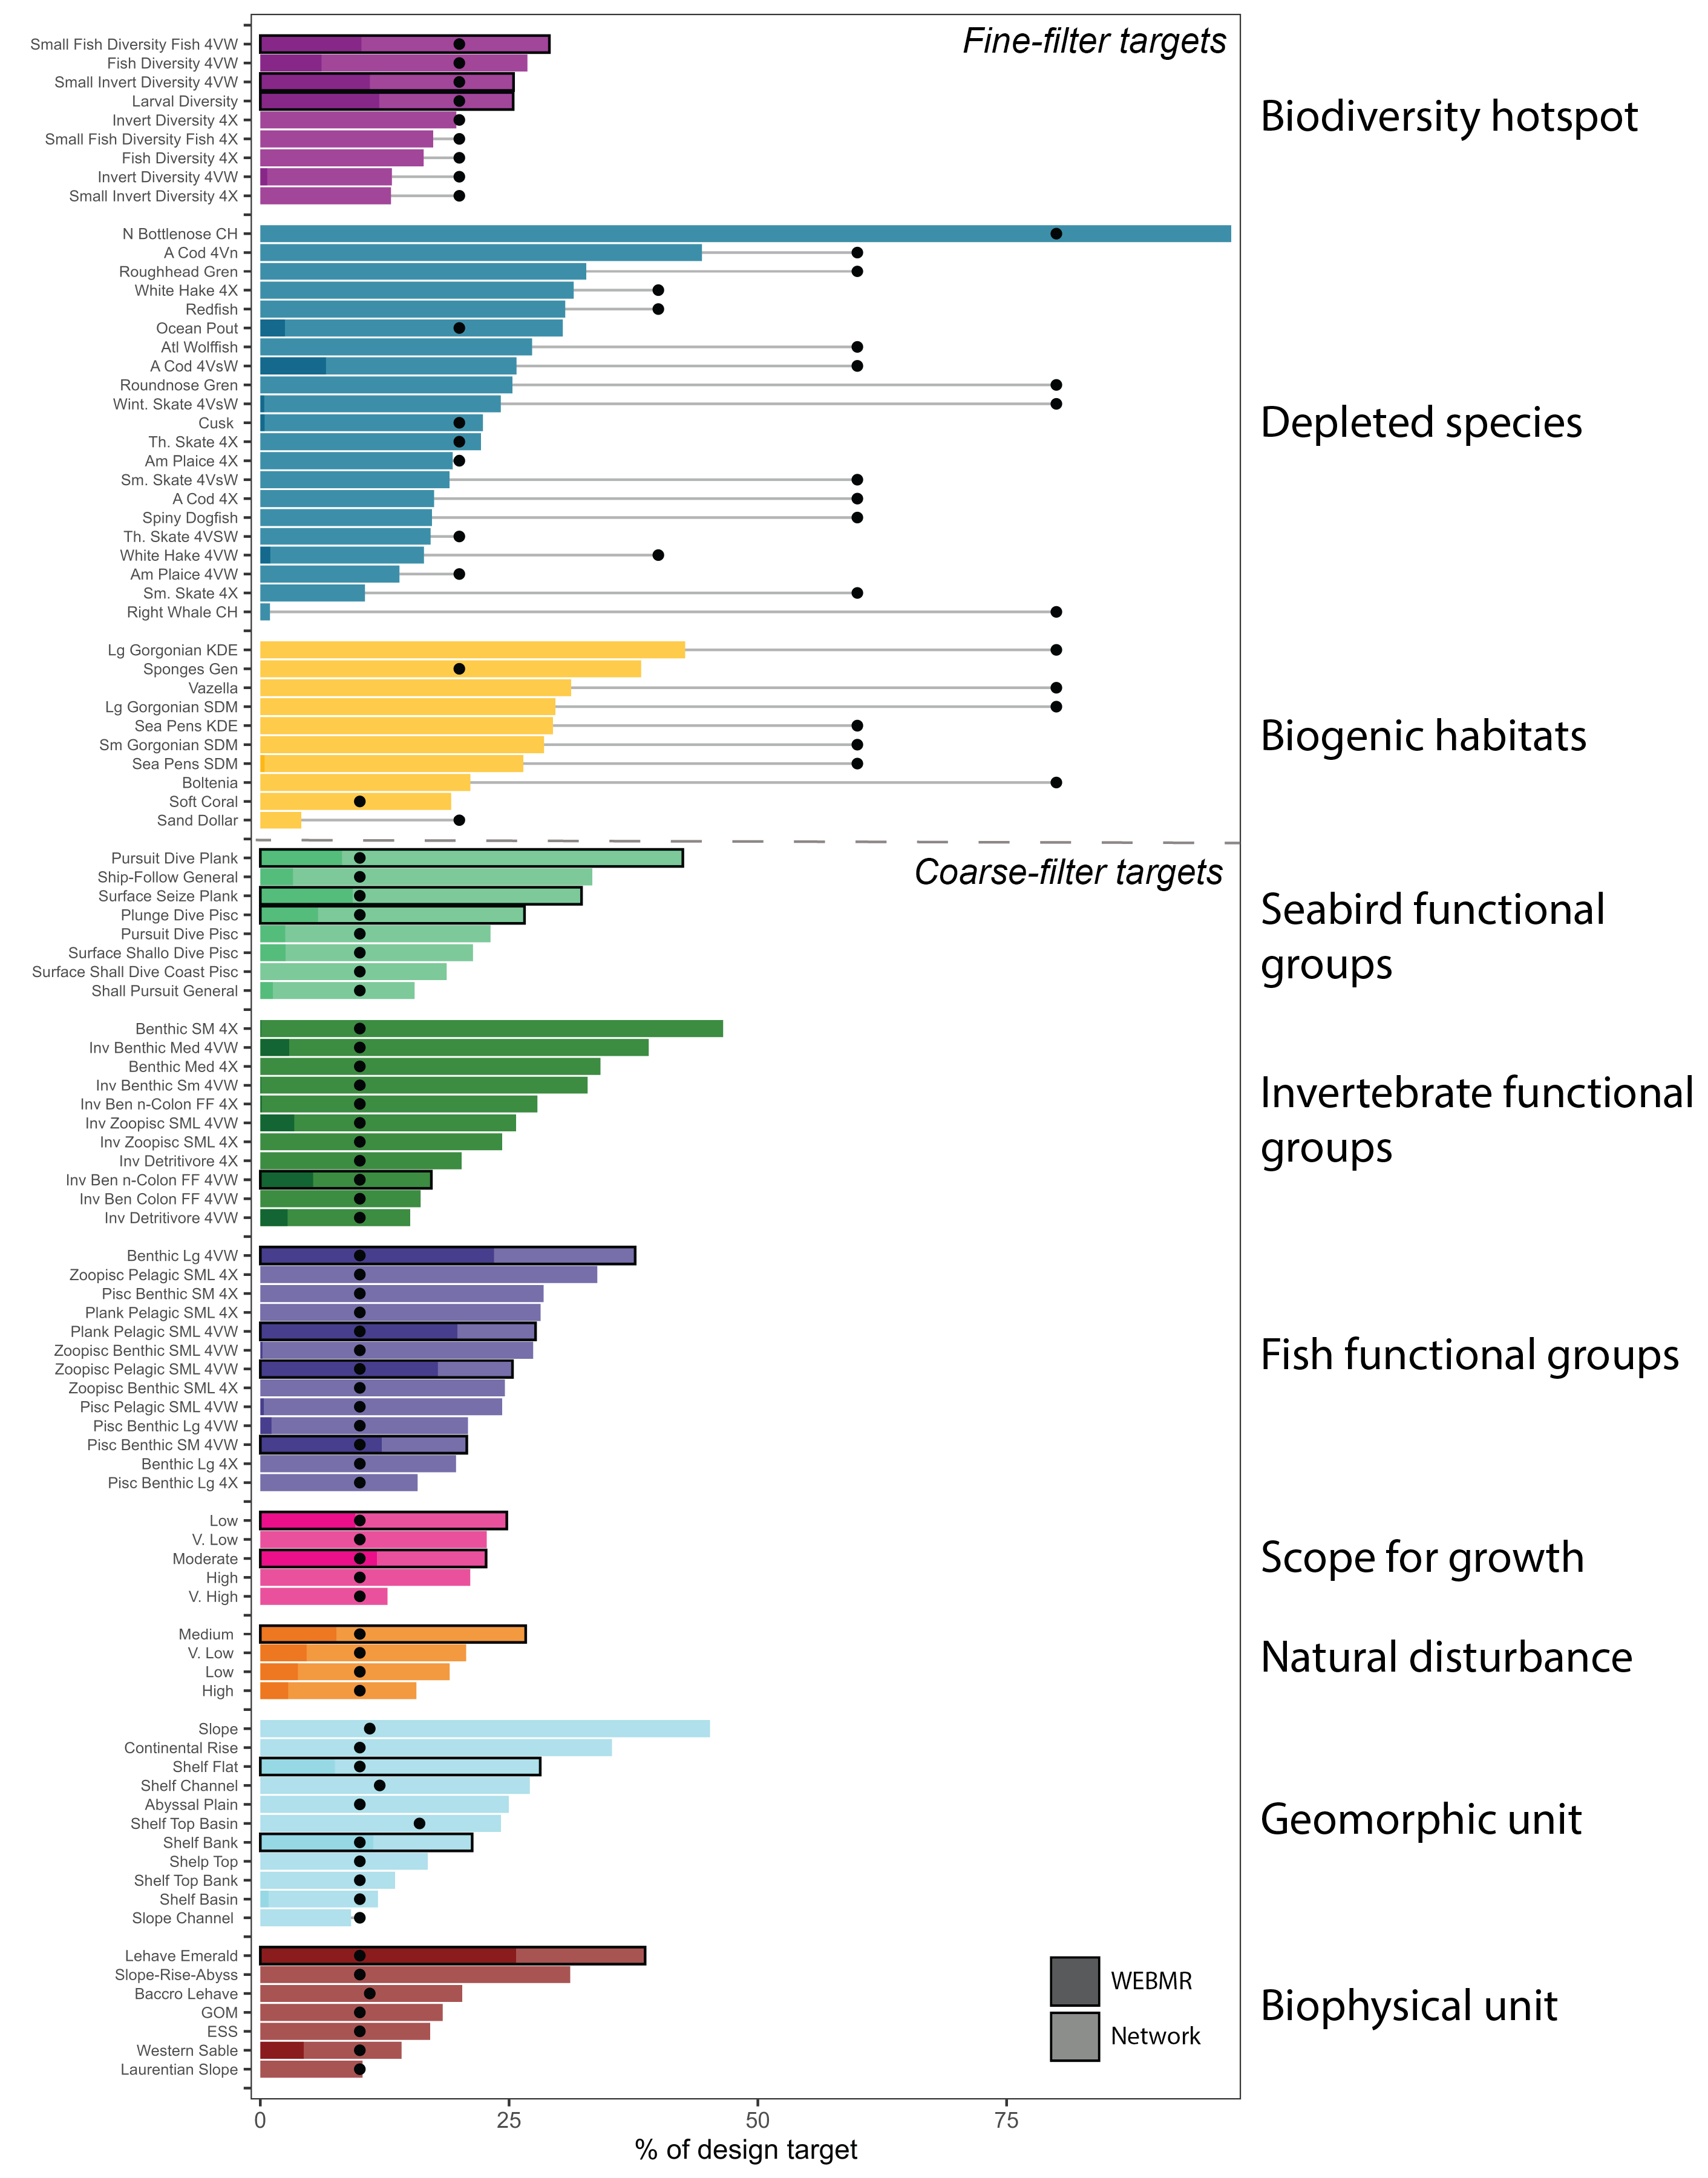 Fine-filter targets
Small Fish Diversity Fish 4VW
Fish Diversity 4VW
Small Invert Diversity 4VW
Larval Diversity
Invert Diversity 4X
Small Fish Diversity Fish 4X
Fish Diversity 4X
Invert Diversity 4VW
Small Invert Diversity 4X
Biodiversity hotspot
N Bottlenose CH
A Cod 4Vn
Roughhead Gren
White Hake 4X
Redfish
Ocean Pout
Atl Wolffish
A Cod 4VsW
Roundnose Gren
Wint. Skate 4VsW
Cusk
Th. Skate 4X
Am Plaice 4X
Sm. Skate 4VsW
A Cod 4X
Spiny Dogfish
Th. Skate 4VSW
White Hake 4VW
Am Plaice 4VW
Sm. Skate 4X
Right Whale CH
Depleted species
Lg Gorgonian KDE
Sponges Gen
Vazella
Lg Gorgonian SDM
Sea Pens KDE
Sm Gorgonian SDM
Sea Pens SDM
Boltenia
Soft Coral
Sand Dollar
Biogenic habitats
Coarse-filter targets
Pursuit Dive Plank
Ship-Follow General
Surface Seize Plank
Plunge Dive Pisc
Pursuit Dive Pisc
Surface Shallo Dive Pisc
Surface Shall Dive Coast Pisc
Shall Pursuit General
Seabird functional
groups
Benthic SM 4X
Inv Benthic Med 4VW
Benthic Med 4X
Inv Benthic Sm 4VW
Inv Ben n-Colon FF 4X
Inv Zoopisc SML 4VW
Inv Zoopisc SML 4X
Inv Detritivore 4X
Inv Ben n-Colon FF 4VW
Inv Ben Colon FF 4VW
Inv Detritivore 4VW
Invertebrate functional
groups
Benthic Lg 4VW
Zoopisc Pelagic SML 4X
Pisc Benthic SM 4X
Plank Pelagic SML 4X
Plank Pelagic SML 4VW
Zoopisc Benthic SML 4VW
Zoopisc Pelagic SML 4VW
Zoopisc Benthic SML 4X
Pisc Pelagic SML 4VW
Pisc Benthic Lg 4VW
Pisc Benthic SM 4VW
Benthic Lg 4X
Pisc Benthic Lg 4X
Fish functional groups
Low
V. Low
Moderate
High
V. High
Scope for growth
Medium
V. Low
Low
High
Natural disturbance
Slope
Continental Rise
Shelf Flat
Shelf Channel
Abyssal Plain
Shelf Top Basin
Shelf Bank
Shelp Top
Shelf Top Bank
Shelf Basin
Slope Channel
Geomorphic unit
Lehave Emerald
Slope-Rise-Abyss
Baccro Lehave
GOM
ESS
Western Sable
Laurentian Slope
Biophysical unit
WEBMR
Network
0 25 50 75
% of design target